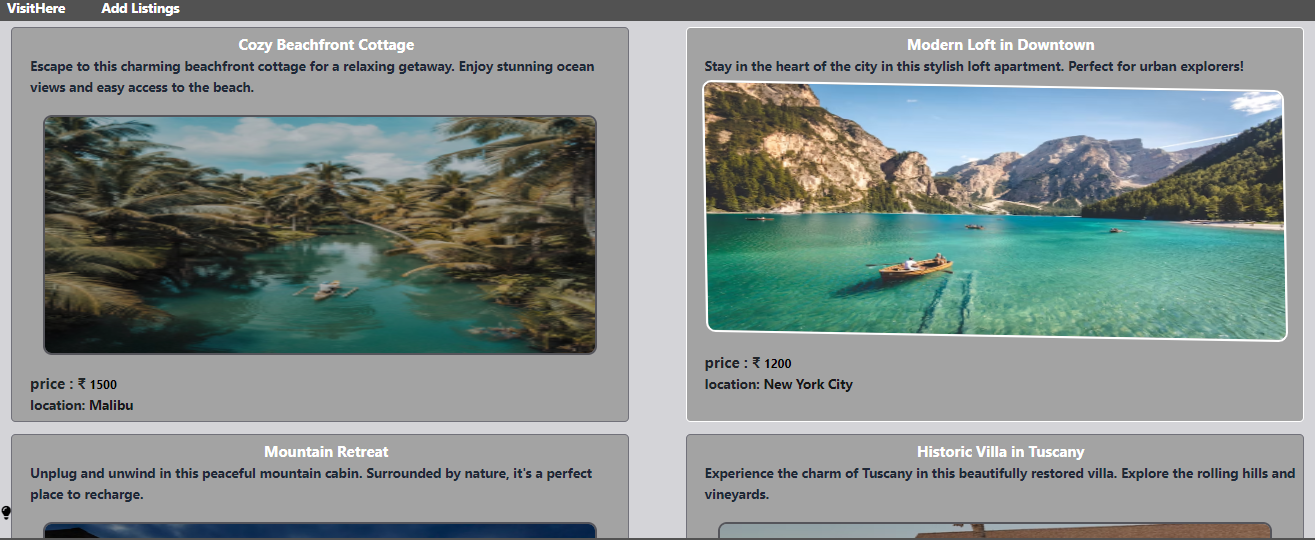 VisitHere Add Listings
Cozy Beachfront Cottage
Escape to this charming beachfront cottage for a relaxing getaway. Enjoy stunning ocean
views and easy access to the beach.
price : ₹ 1500
location: Malibu
Modern Loft in Downtown
Stay in the heart of the city in this stylish loft apartment. Perfect for urban explorers!
price : ₹ 1200
location: New York City
Mountain Retreat
Unplug and unwind in this peaceful mountain cabin. Surrounded by nature, it's a perfect
place to recharge.
Historic Villa in Tuscany
Experience the charm of Tuscany in this beautifully restored villa. Explore the rolling hills and
vineyards.